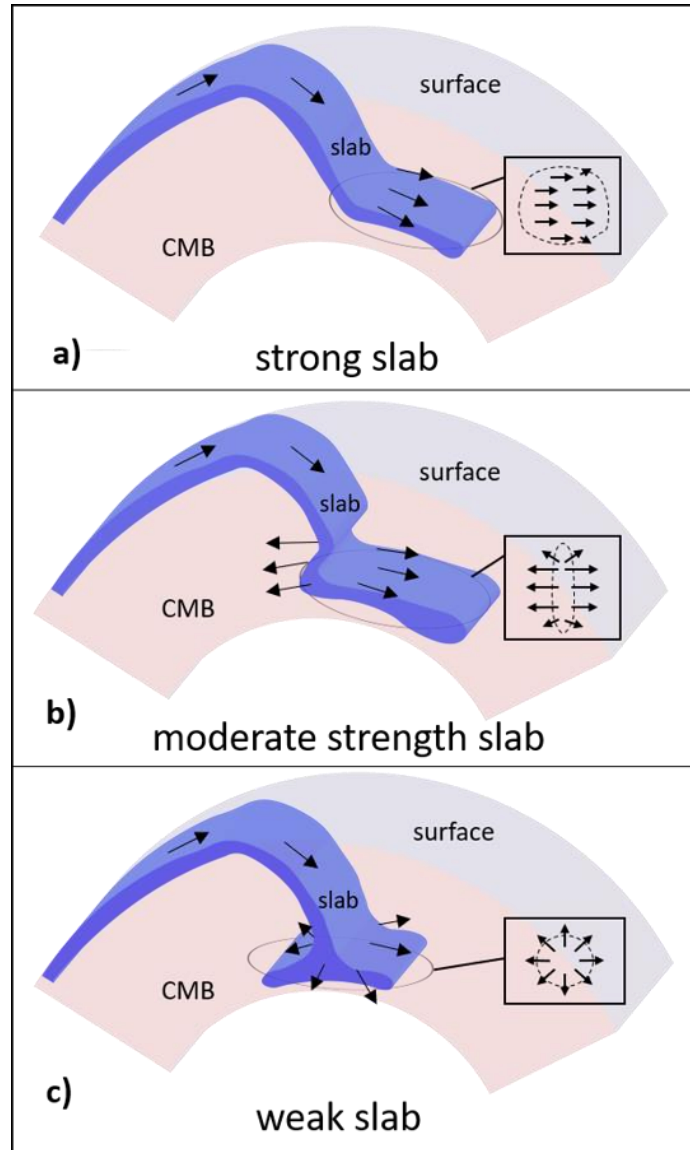 surface
slab
CMB
a)
strong slab
surface
slab
CMB
b)
moderate strength slab
surface
slab
CMB
c)
weak slab